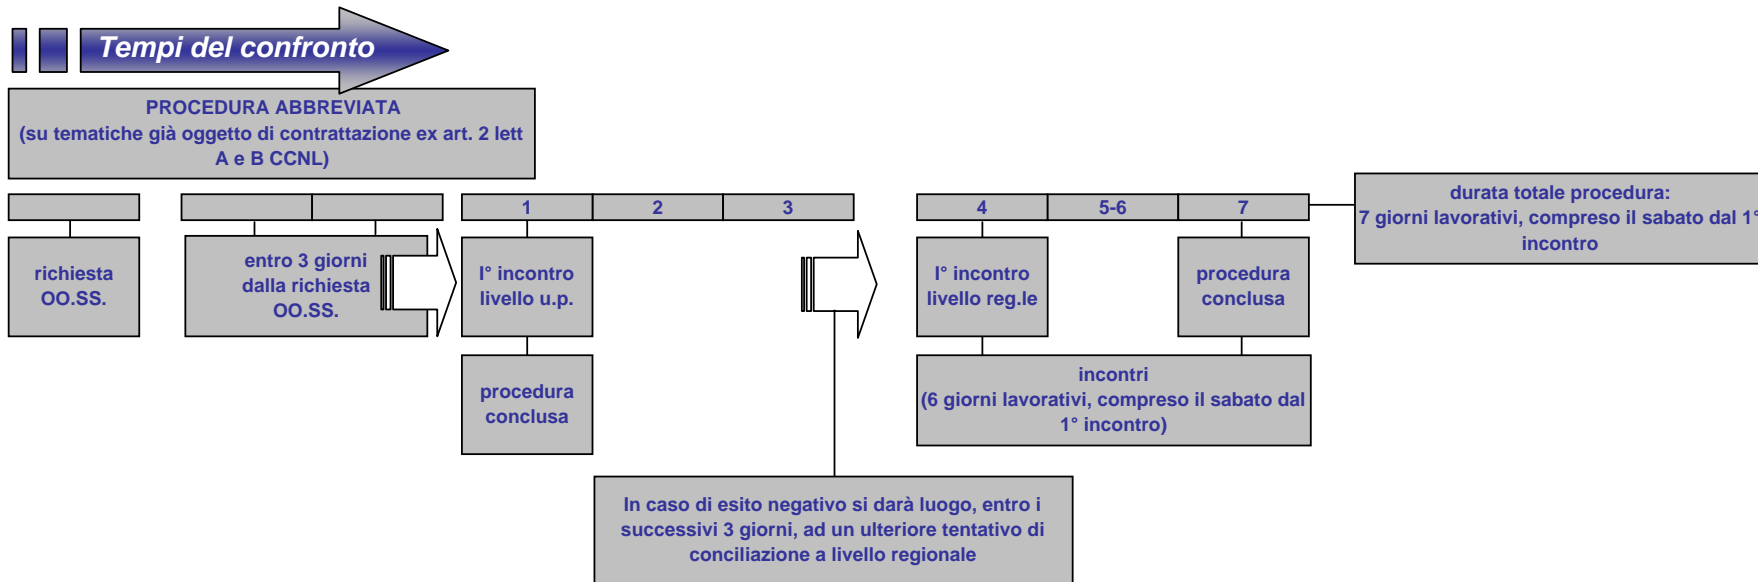 Tempi del confronto
PROCEDURA ABBREVIATA
(su tematiche già oggetto di contrattazione ex art. 2 lett
A e B CCNL)
1
2
3
4
5-6
7
durata totale procedura:
7 giorni lavorativi, compreso il sabato dal 1°
incontro
richiesta
OO.SS.
entro 3 giorni
dalla richiesta
OO.SS.
I° incontro
livello u.p.
I° incontro
livello reg.le
procedura
conclusa
procedura
conclusa
incontri
(6 giorni lavorativi, compreso il sabato dal
1° incontro)
In caso di esito negativo si darà luogo, entro i
successivi 3 giorni, ad un ulteriore tentativo di
conciliazione a livello regionale